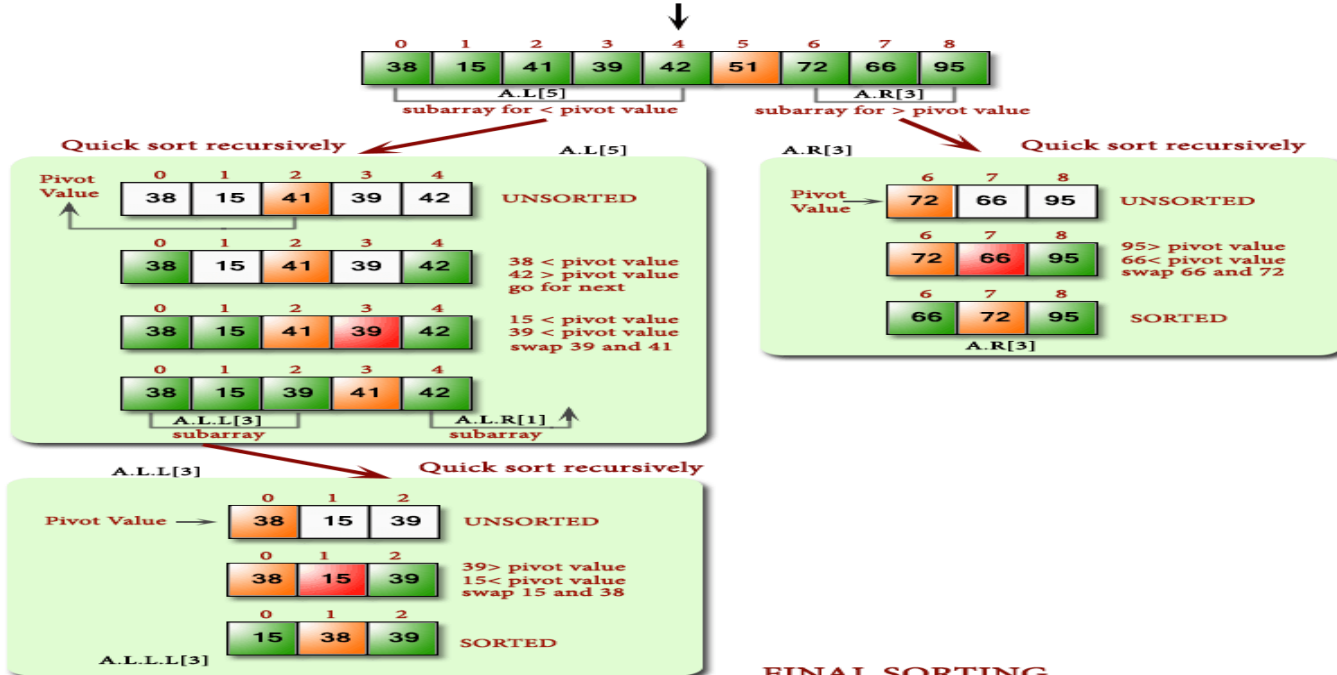 0 1 2 3 4 5 6 7 8
38 15 41 39 42 51 72 66 95
A.L[5] A.R[3]
subarray for < pivot value subarray for > pivot value
Quick sort recursively A.L[5]
Pivot
Value
0 1 2 3 4
38 15 41 39 42 UNSORTED
0 1 2 3 4
38 15 41 39 42
38 < pivot value
42 > pivot value
go for next
0 1 2 3 4
38 15 41 39 42
15 < pivot value
39 < pivot value
swap 39 and 41
0 1 2 3 4
38 15 39 41 42
A.L.L[3] A.L.R[1]
subarray subarray
A.R[3] Quick sort recursively
Pivot
Value
6 7 8
72 66 95 UNSORTED
6 7 8
72 66 95
95> pivot value
66< pivot value
swap 66 and 72
6 7 8
66 72 95 SORTED
A.R[3]
A.L.L[3] Quick sort recursively
0 1 2
Pivot Value 38 15 39 UNSORTED
0 1 2
38 15 39
39> pivot value
15< pivot value
swap 15 and 38
0 1 2
15 38 39 SORTED
A.L.L.L[3]
FINAL SORTING